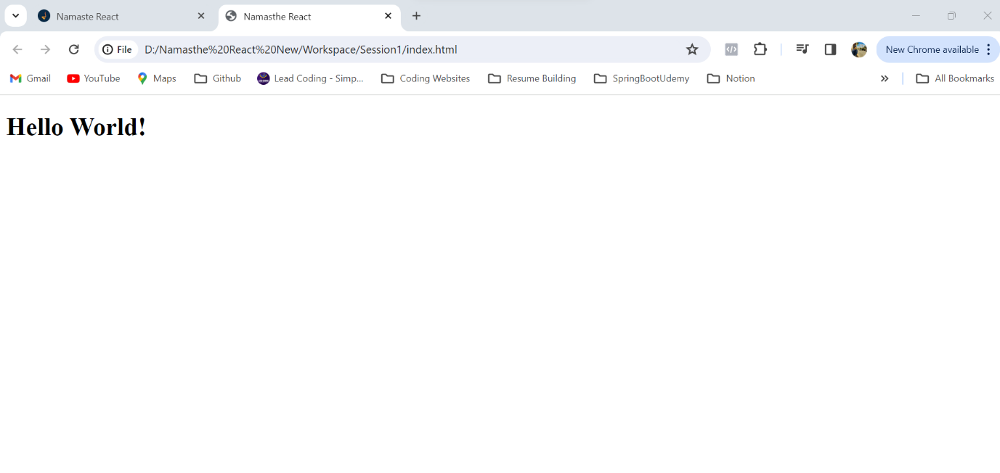 Namaste React
Namasthe React
File D:/Namasthe%20React%20New/Workspace/Session1/index.html New Chrome available
Gmail YouTube Maps Github Lead Coding - Simp... Coding Websites Resume Building SpringBootUdemy Notion All Bookmarks
Hello World!